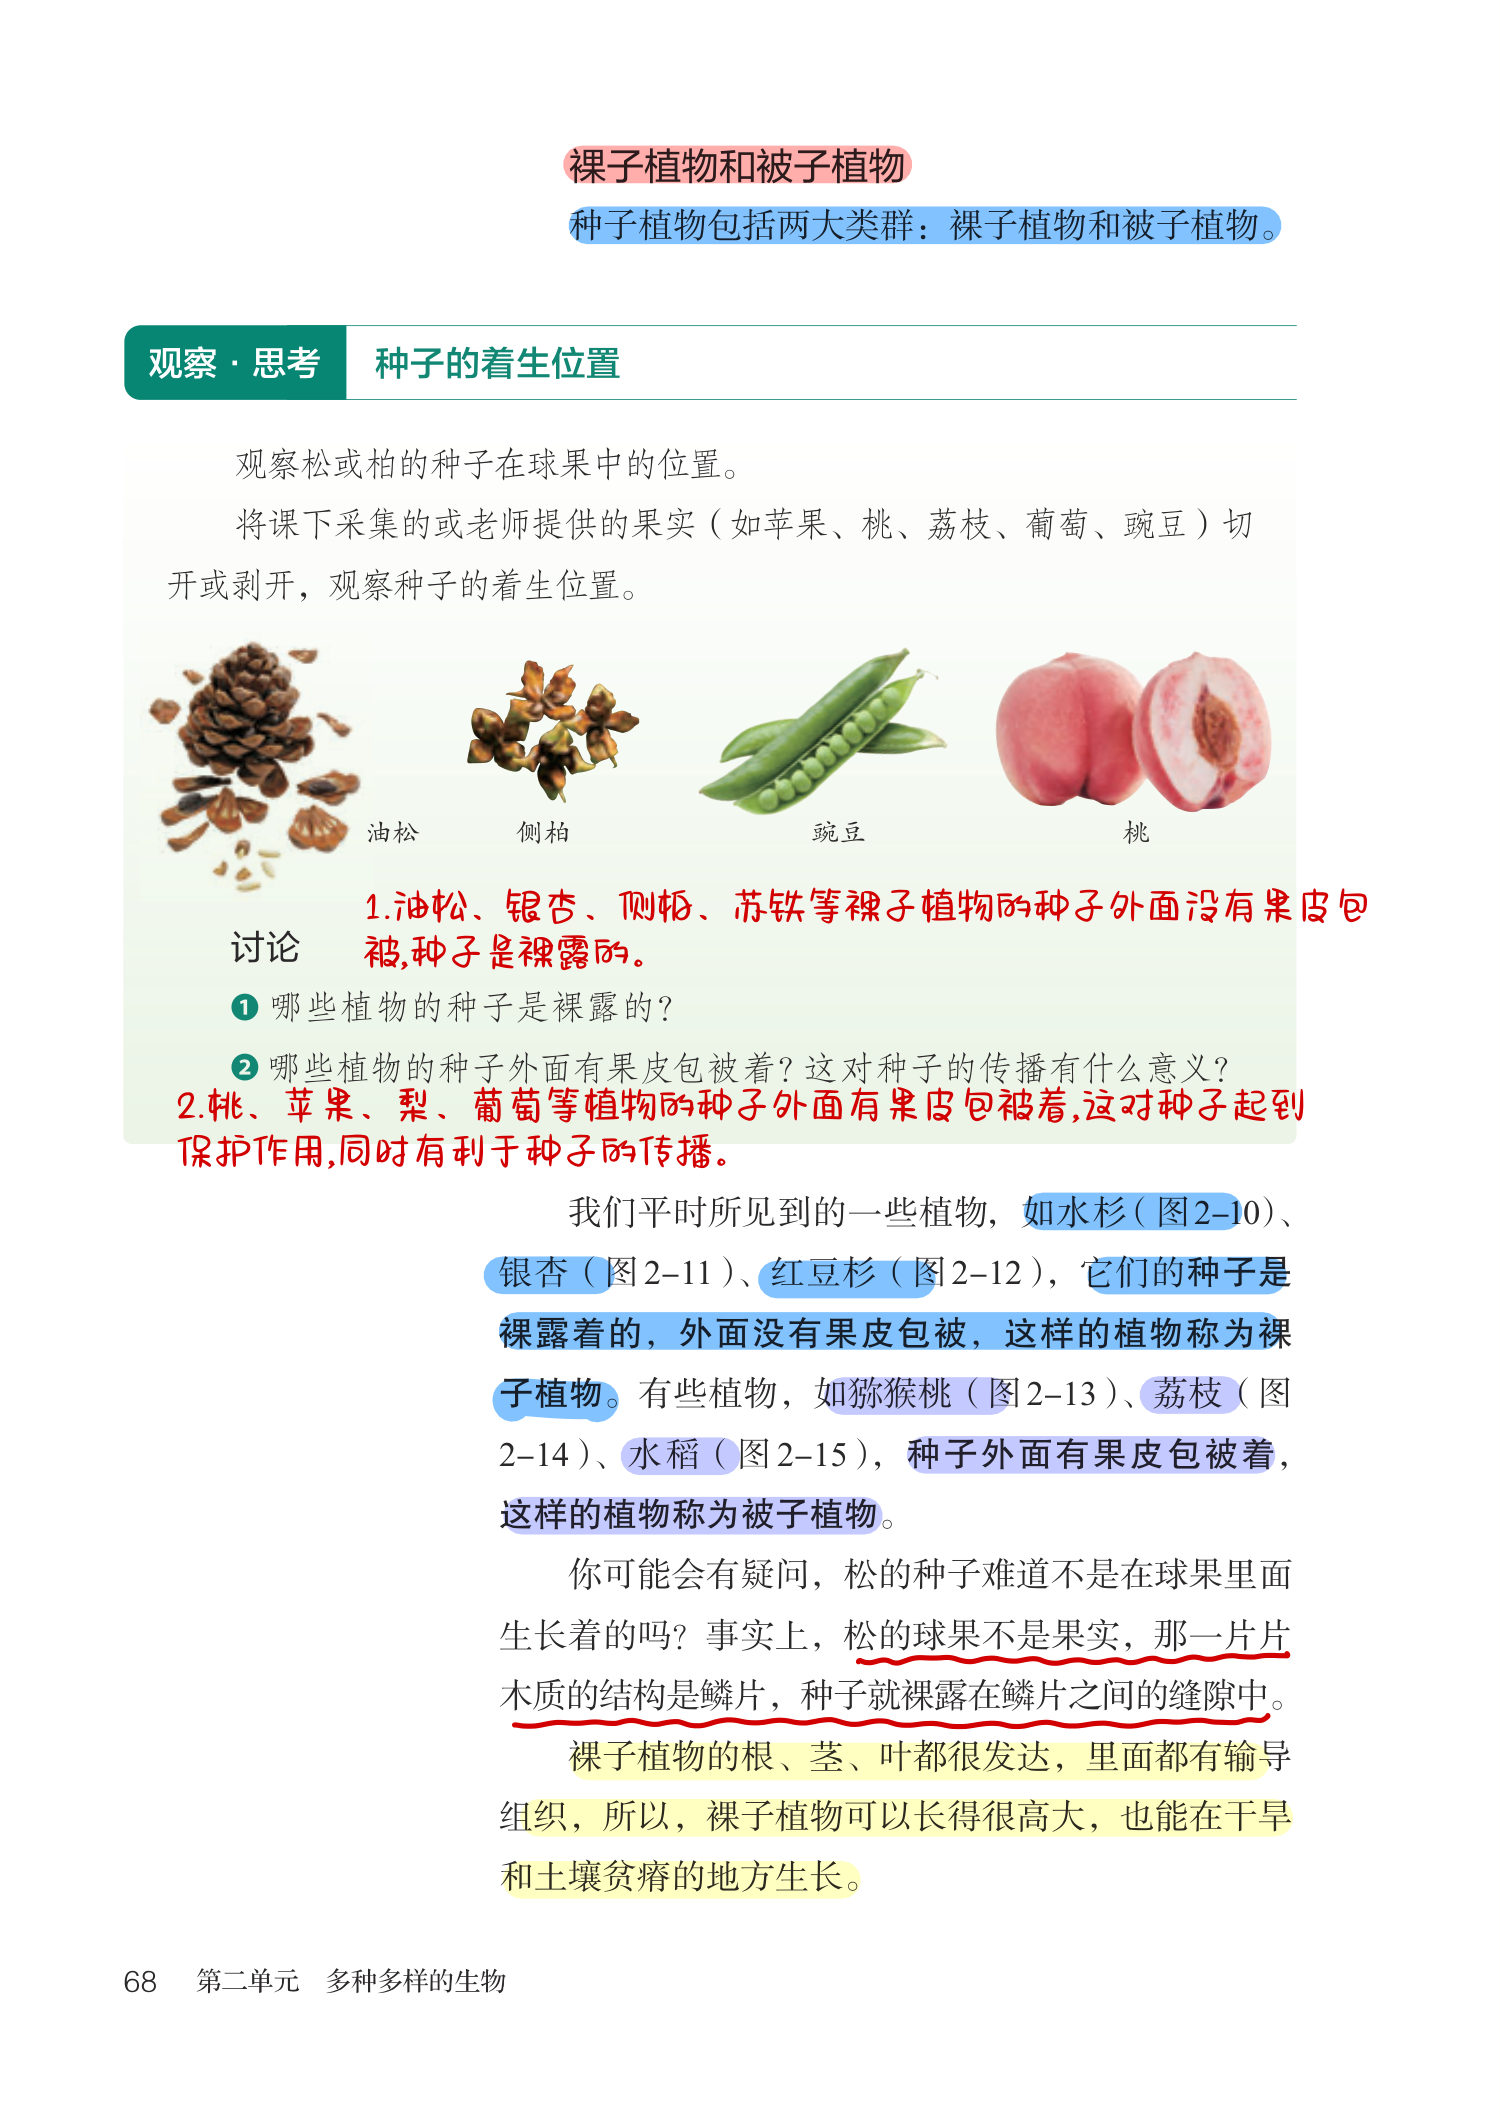 裸子植物和被子植物
种子植物包括两大类群：裸子植物和被子植物。
观察·思考 种子的着生位置
观察松或柏的种子在球果中的位置。
将课下采集的或老师提供的果实（如苹果、桃、荔枝、葡萄、豌豆）切
开或剥开，观察种子的着生位置。
油松 侧柏 豌豆 桃
1.油松、银杏、侧柏、苏铁等裸子植物的种子外面没有果皮包
被,种子是裸露的。
讨论
❶ 哪些植物的种子是裸露的？
❷ 哪些植物的种子外面有果皮包被着？这对种子的传播有什么意义？
2.桃、苹果、梨、葡萄等植物的种子外面有果皮包被着,这对种子起到
保护作用,同时有利于种子的传播。
我们平时所见到的一些植物，如水杉（图2–10）、
银杏（图2–11）、红豆杉（图2–12），它们的种子是
裸露着的，外面没有果皮包被，这样的植物称为裸
子植物。有些植物，如猕猴桃（图2–13）、荔枝（图
2–14）、水稻（图2–15），种子外面有果皮包被着，
这样的植物称为被子植物。
你可能会有疑问，松的种子难道不是在球果里面
生长着的吗？事实上，松的球果不是果实，那一片片
木质的结构是鳞片，种子就裸露在鳞片之间的缝隙中。
裸子植物的根、茎、叶都很发达，里面都有输导
组织，所以，裸子植物可以长得很高大，也能在干旱
和土壤贫瘠的地方生长。
68 第二单元 多种多样的生物